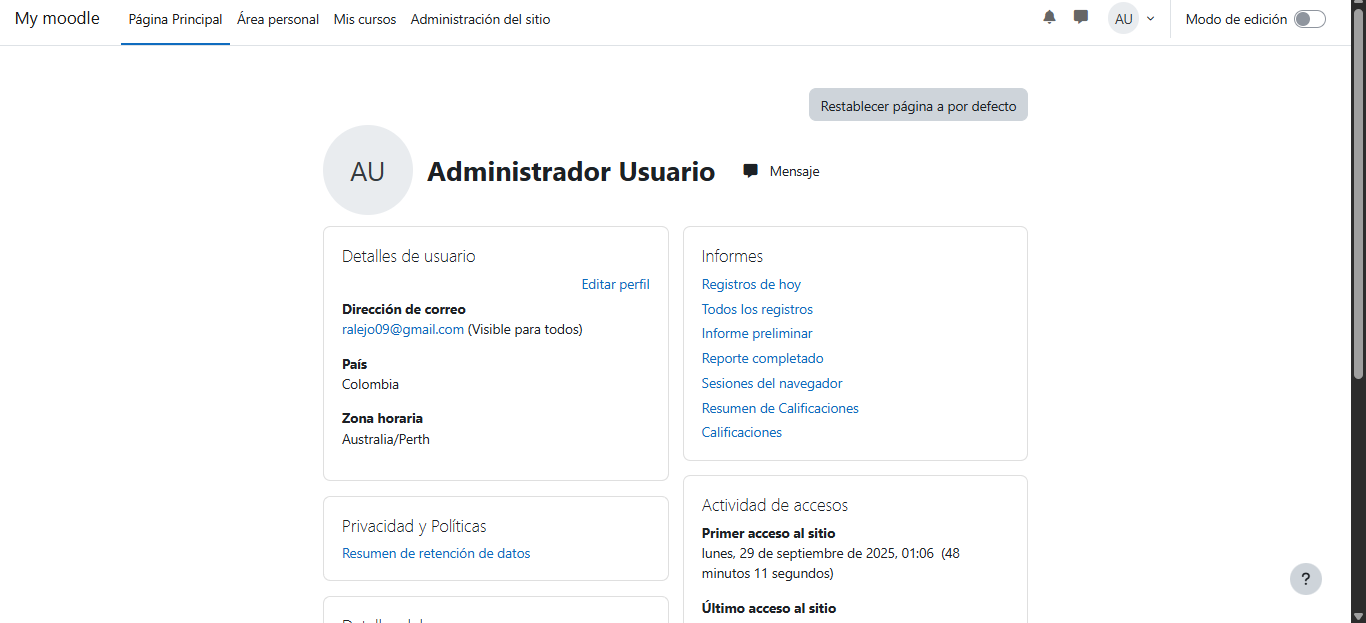 My moodle
Página Principal
Área personal
Mis cursos
Administración del sitio
AU
Modo de edición
Restablecer página a por defecto
AU
Administrador Usuario
Mensaje
Detalles de usuario
Editar perfil
Dirección de correo
ralejo09@gmail.com (Visible para todos)
País
Colombia
Zona horaria
Australia/Perth
Privacidad y Políticas
Resumen de retención de datos
Informes
Registros de hoy
Todos los registros
Informe preliminar
Reporte completado
Sesiones del navegador
Resumen de Calificaciones
Calificaciones
Actividad de accesos
Primer acceso al sitio
lunes, 29 de septiembre de 2025, 01:06 (48
minutos 11 segundos)
Último acceso al sitio
?